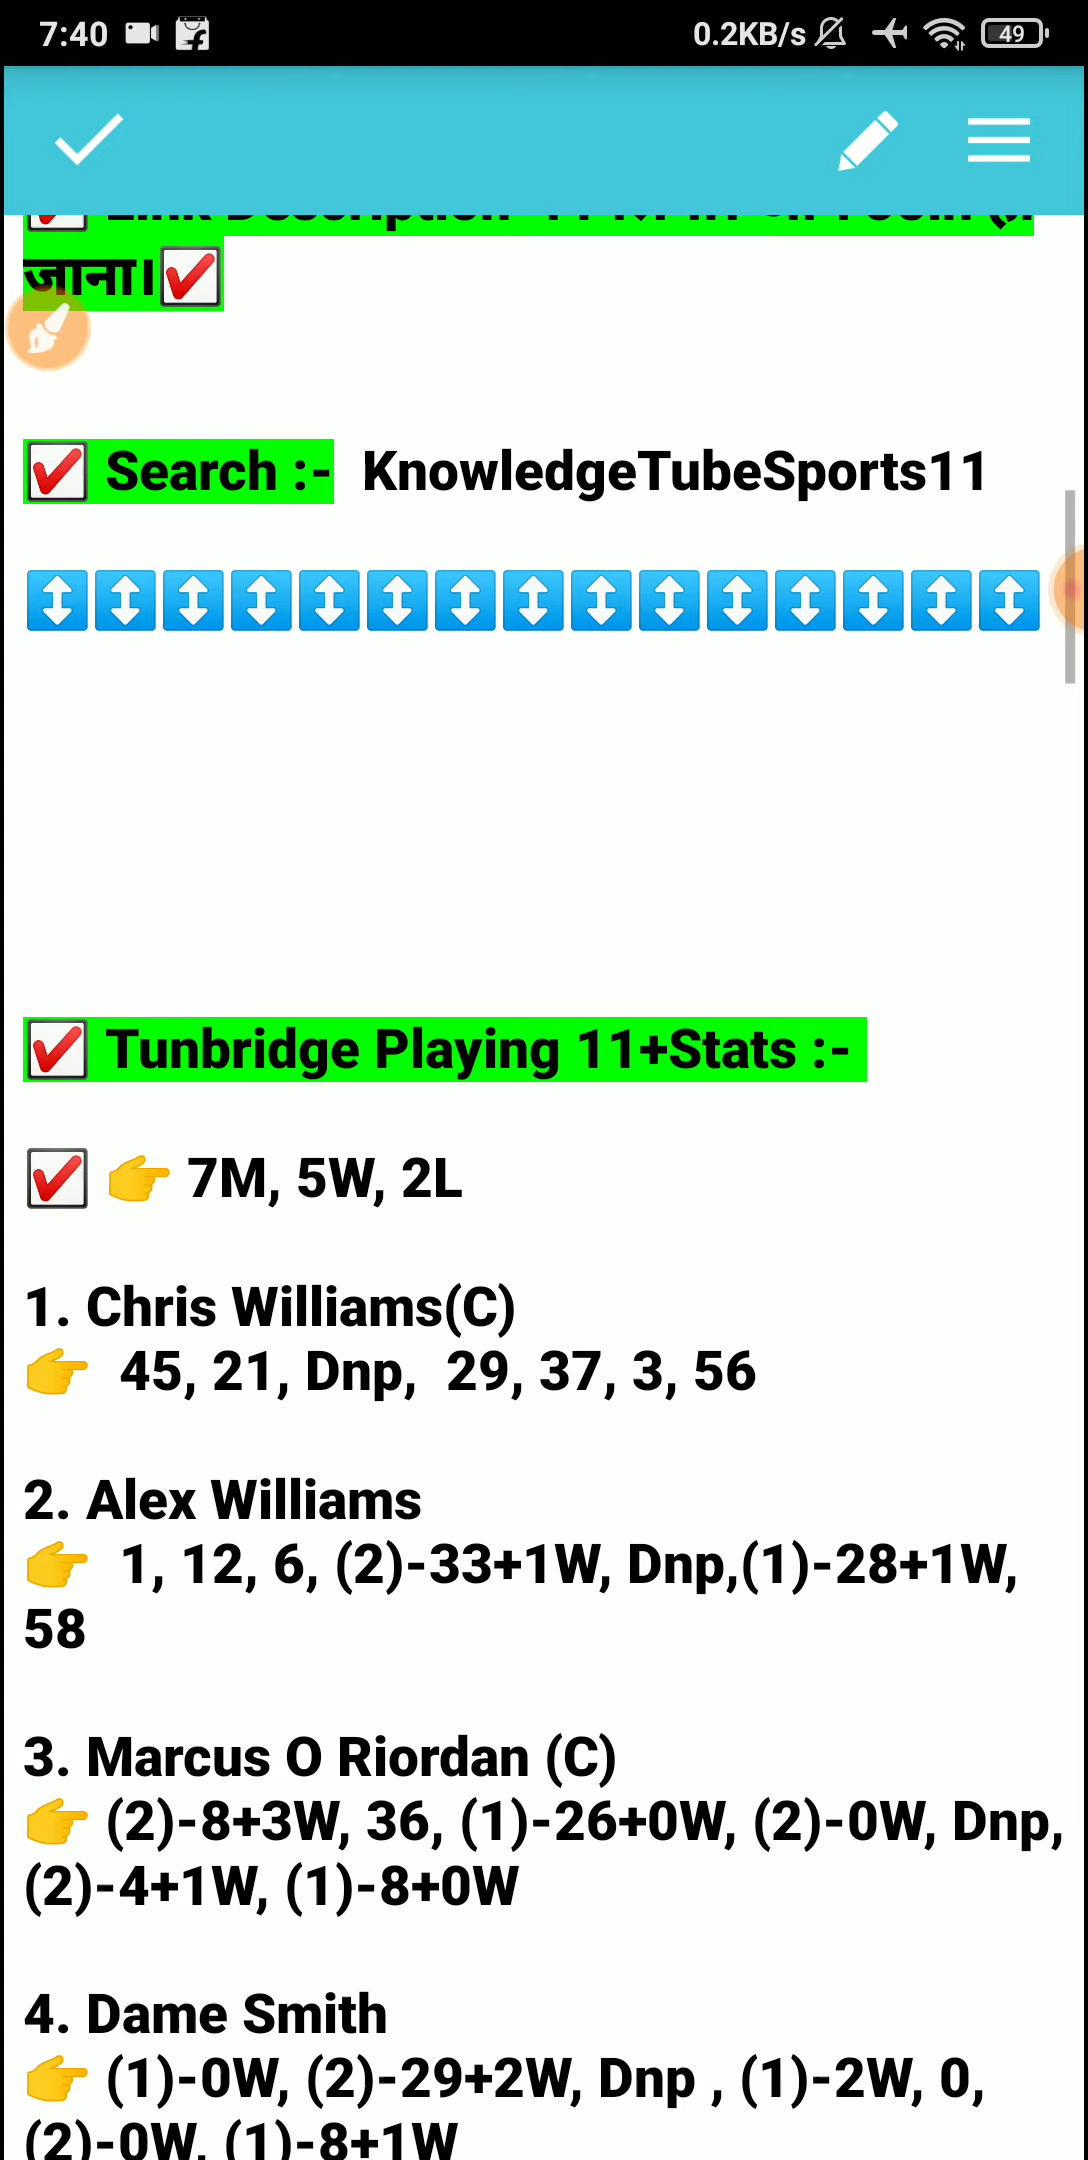 7:40 0.2KB/s 49
जाना।
Search :- KnowledgeTubeSports11
Tunbridge Playing 11+Stats :-
7M, 5W, 2L
1. Chris Williams(C)
45, 21, Dnp, 29, 37, 3, 56
2. Alex Williams
1, 12, 6, (2)-33+1W, Dnp,(1)-28+1W,
58
3. Marcus O Riordan (C)
(2)-8+3W, 36, (1)-26+0W, (2)-0W, Dnp,
(2)-4+1W, (1)-8+0W
4. Dame Smith
(1)-0W, (2)-29+2W, Dnp , (1)-2W, 0,
(2)-0W, (1)-8+1W